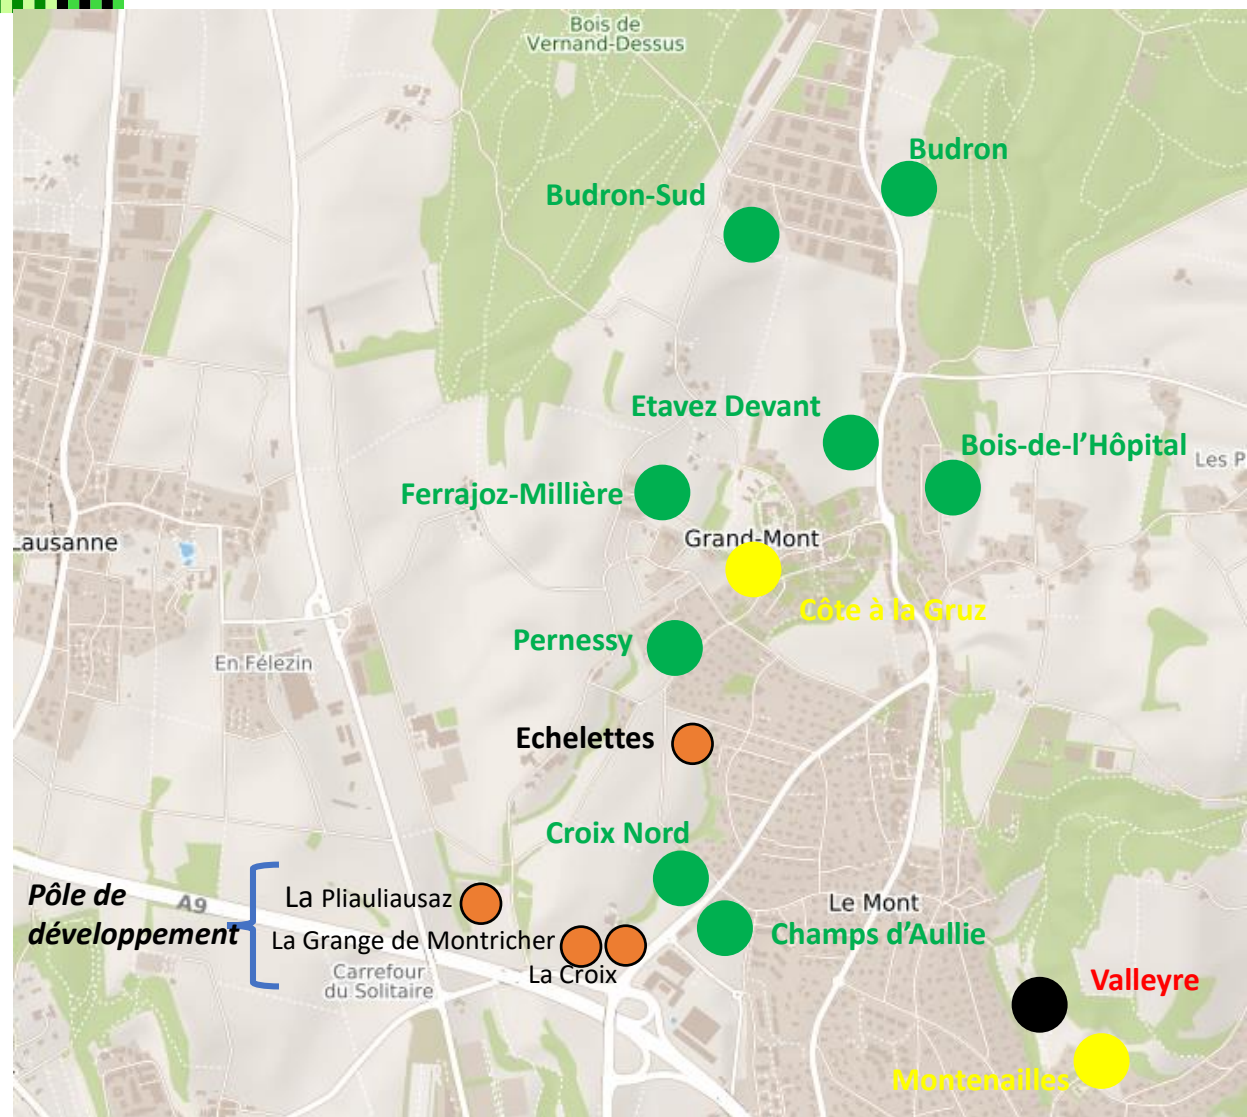 Bois de
Vernand-Dessus
Budron
Budron-Sud
Etavez Devant
Bois-de-l'Hôpital
Les P
Ferrajoz-Millière
Lausanne
Grand-Mont
Côte à la Gruz
Pernessy
En Félezin
Echelettes
Croix Nord
Pôle de
développement
A9
La Pliauliausaz
Le Mont
Champs d'Aullie
La Grange de Montricher
La Croix
Carrefour
du Solitaire
Valleyre
Montenailles